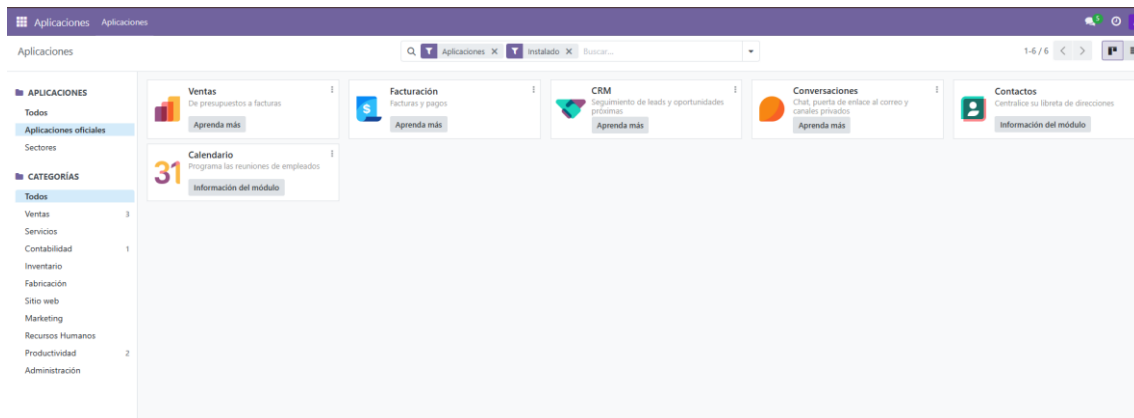 Aplicaciones Aplicaciones 5
Aplicaciones
Aplicaciones X Instalado X Buscar...
1-6 / 6
APLICACIONES
Todos
Aplicaciones oficiales
Sectores
CATEGORÍAS
Todos
Ventas 3
Servicios
Contabilidad 1
Inventario
Fabricación
Sitio web
Marketing
Recursos Humanos
Productividad 2
Administración
Ventas
De presupuestos a facturas
Aprenda más
Facturación
Facturas y pagos
Aprenda más
CRM
Seguimiento de leads y oportunidades
próximas
Aprenda más
Conversaciones
Chat, puerta de enlace al correo y
canales privados
Aprenda más
Contactos
Centralice su libreta de direcciones
Información del módulo
31
Calendario
Programa las reuniones de empleados
Información del módulo